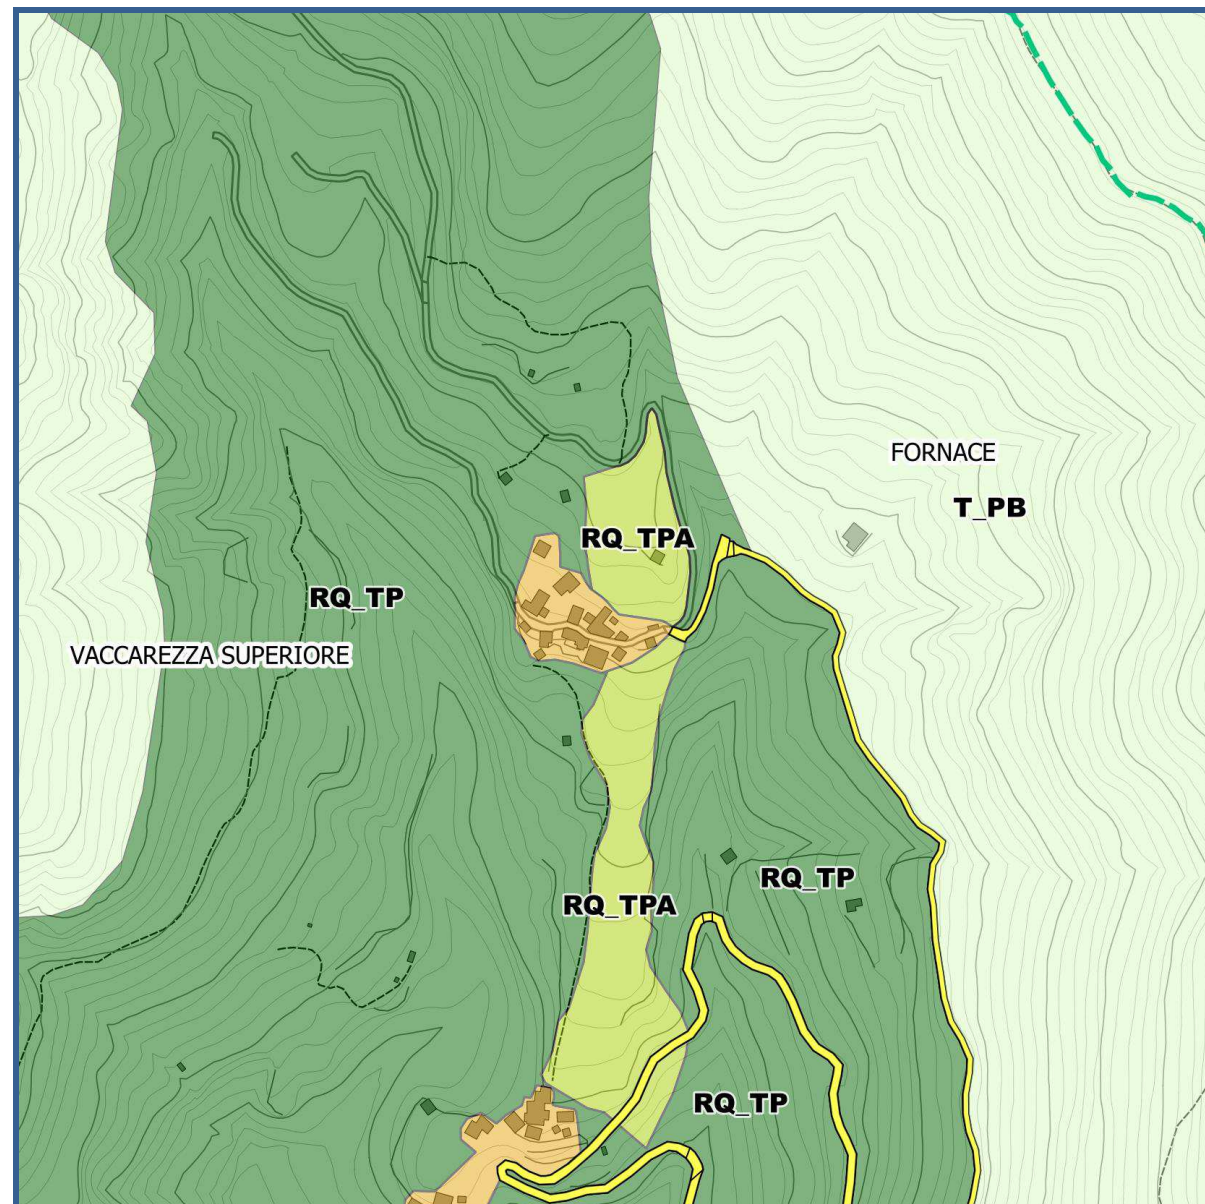 FORNACE
T_PB
RQ_TPA
RQ_TP
VACCAREZZA SUPERIORE
RQ_TP
RQ_TPA
RQ_TP